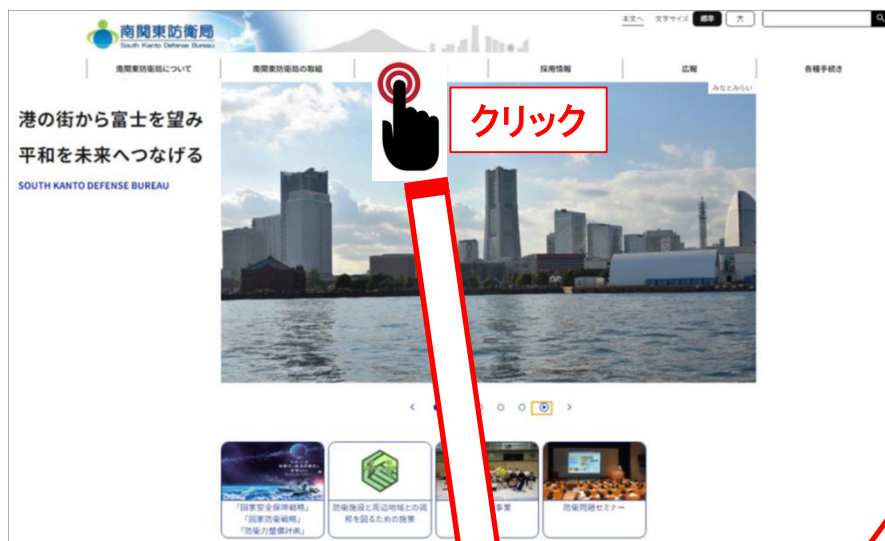 南関東防衛局
South Kanto Defense Bureau
本文へ 文字サイズ 標準 大
南関東防衛局について 南関東防衛局の取組 採用情報 広報 各種手続き
みなとみらい
クリック
港の街から富士を望み
平和を未来へつなげる
SOUTH KANTO DEFENSE BUREAU
「国家安全保障戦略」
「国家防衛戦略」
「防衛力整備計画」
防衛施設と周辺地域との調
和を図るための施策
事業
防衛問題セミナー